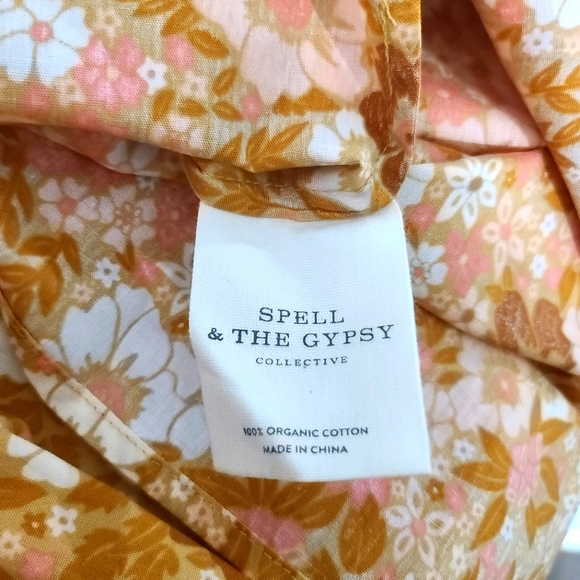 SPELL
& THE GYPSY
COLLECTIVE
100% ORGANIC COTTON
MADE IN CHINA